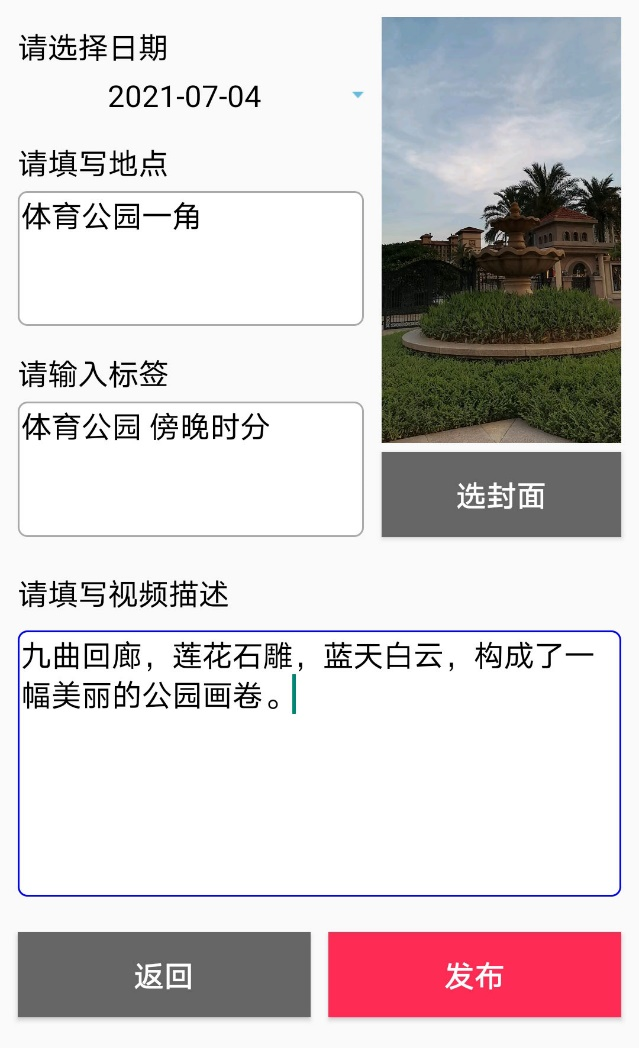 请选择日期
2021-07-04
请填写地点
体育公园一角
请输入标签
体育公园 傍晚时分
选封面
请填写视频描述
九曲回廊，莲花石雕，蓝天白云，构成了一
幅美丽的公园画卷。
返回
发布